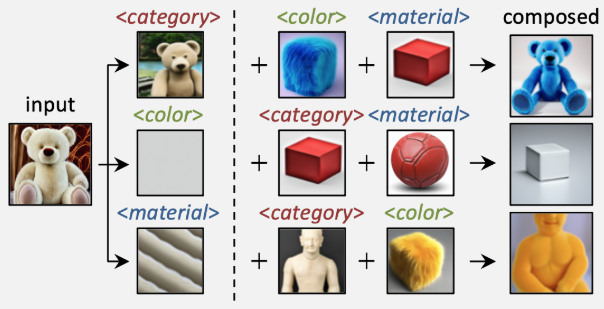 <category> <color> <material> composed
input
<color> <category> <material>
<material> <category> <color>